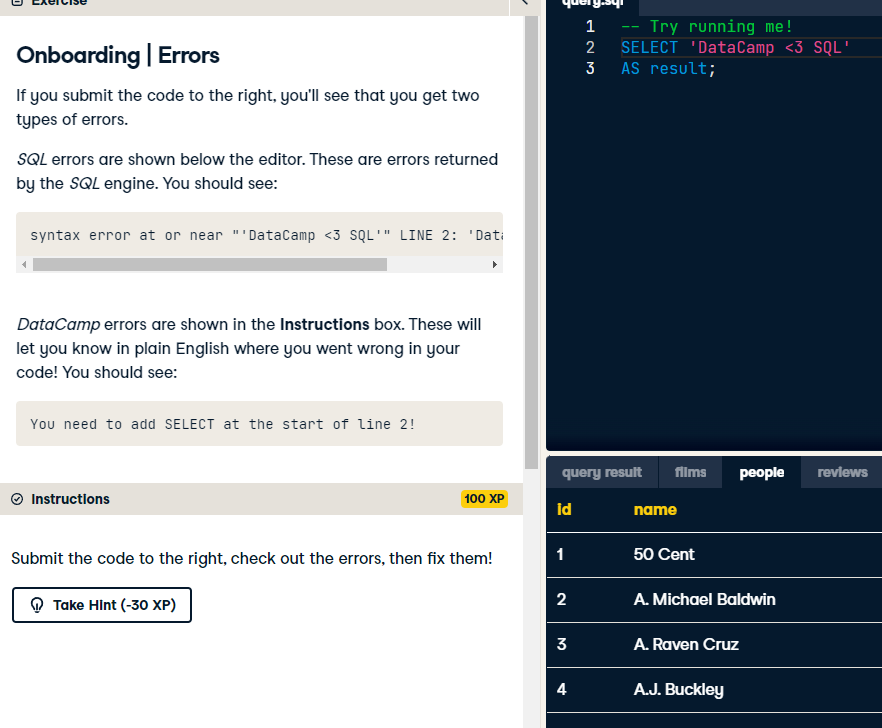 Exercise
Onboarding | Errors
If you submit the code to the right, you'll see that you get two
types of errors.
SQL errors are shown below the editor. These are errors returned
by the SQL engine. You should see:
syntax error at or near "'DataCamp <3 SQL'" LINE 2: 'Data
DataCamp errors are shown in the Instructions box. These will
let you know in plain English where you went wrong in your
code! You should see:
You need to add SELECT at the start of line 2!
Instructions
100 XP
Submit the code to the right, check out the errors, then fix them!
Take Hint (-30 XP)
query.sql
1 -- Try running me!
2 SELECT 'DataCamp <3 SQL'
3 AS result;
query result films people reviews
id name
1 50 Cent
2 A. Michael Baldwin
3 A. Raven Cruz
4 A.J. Buckley